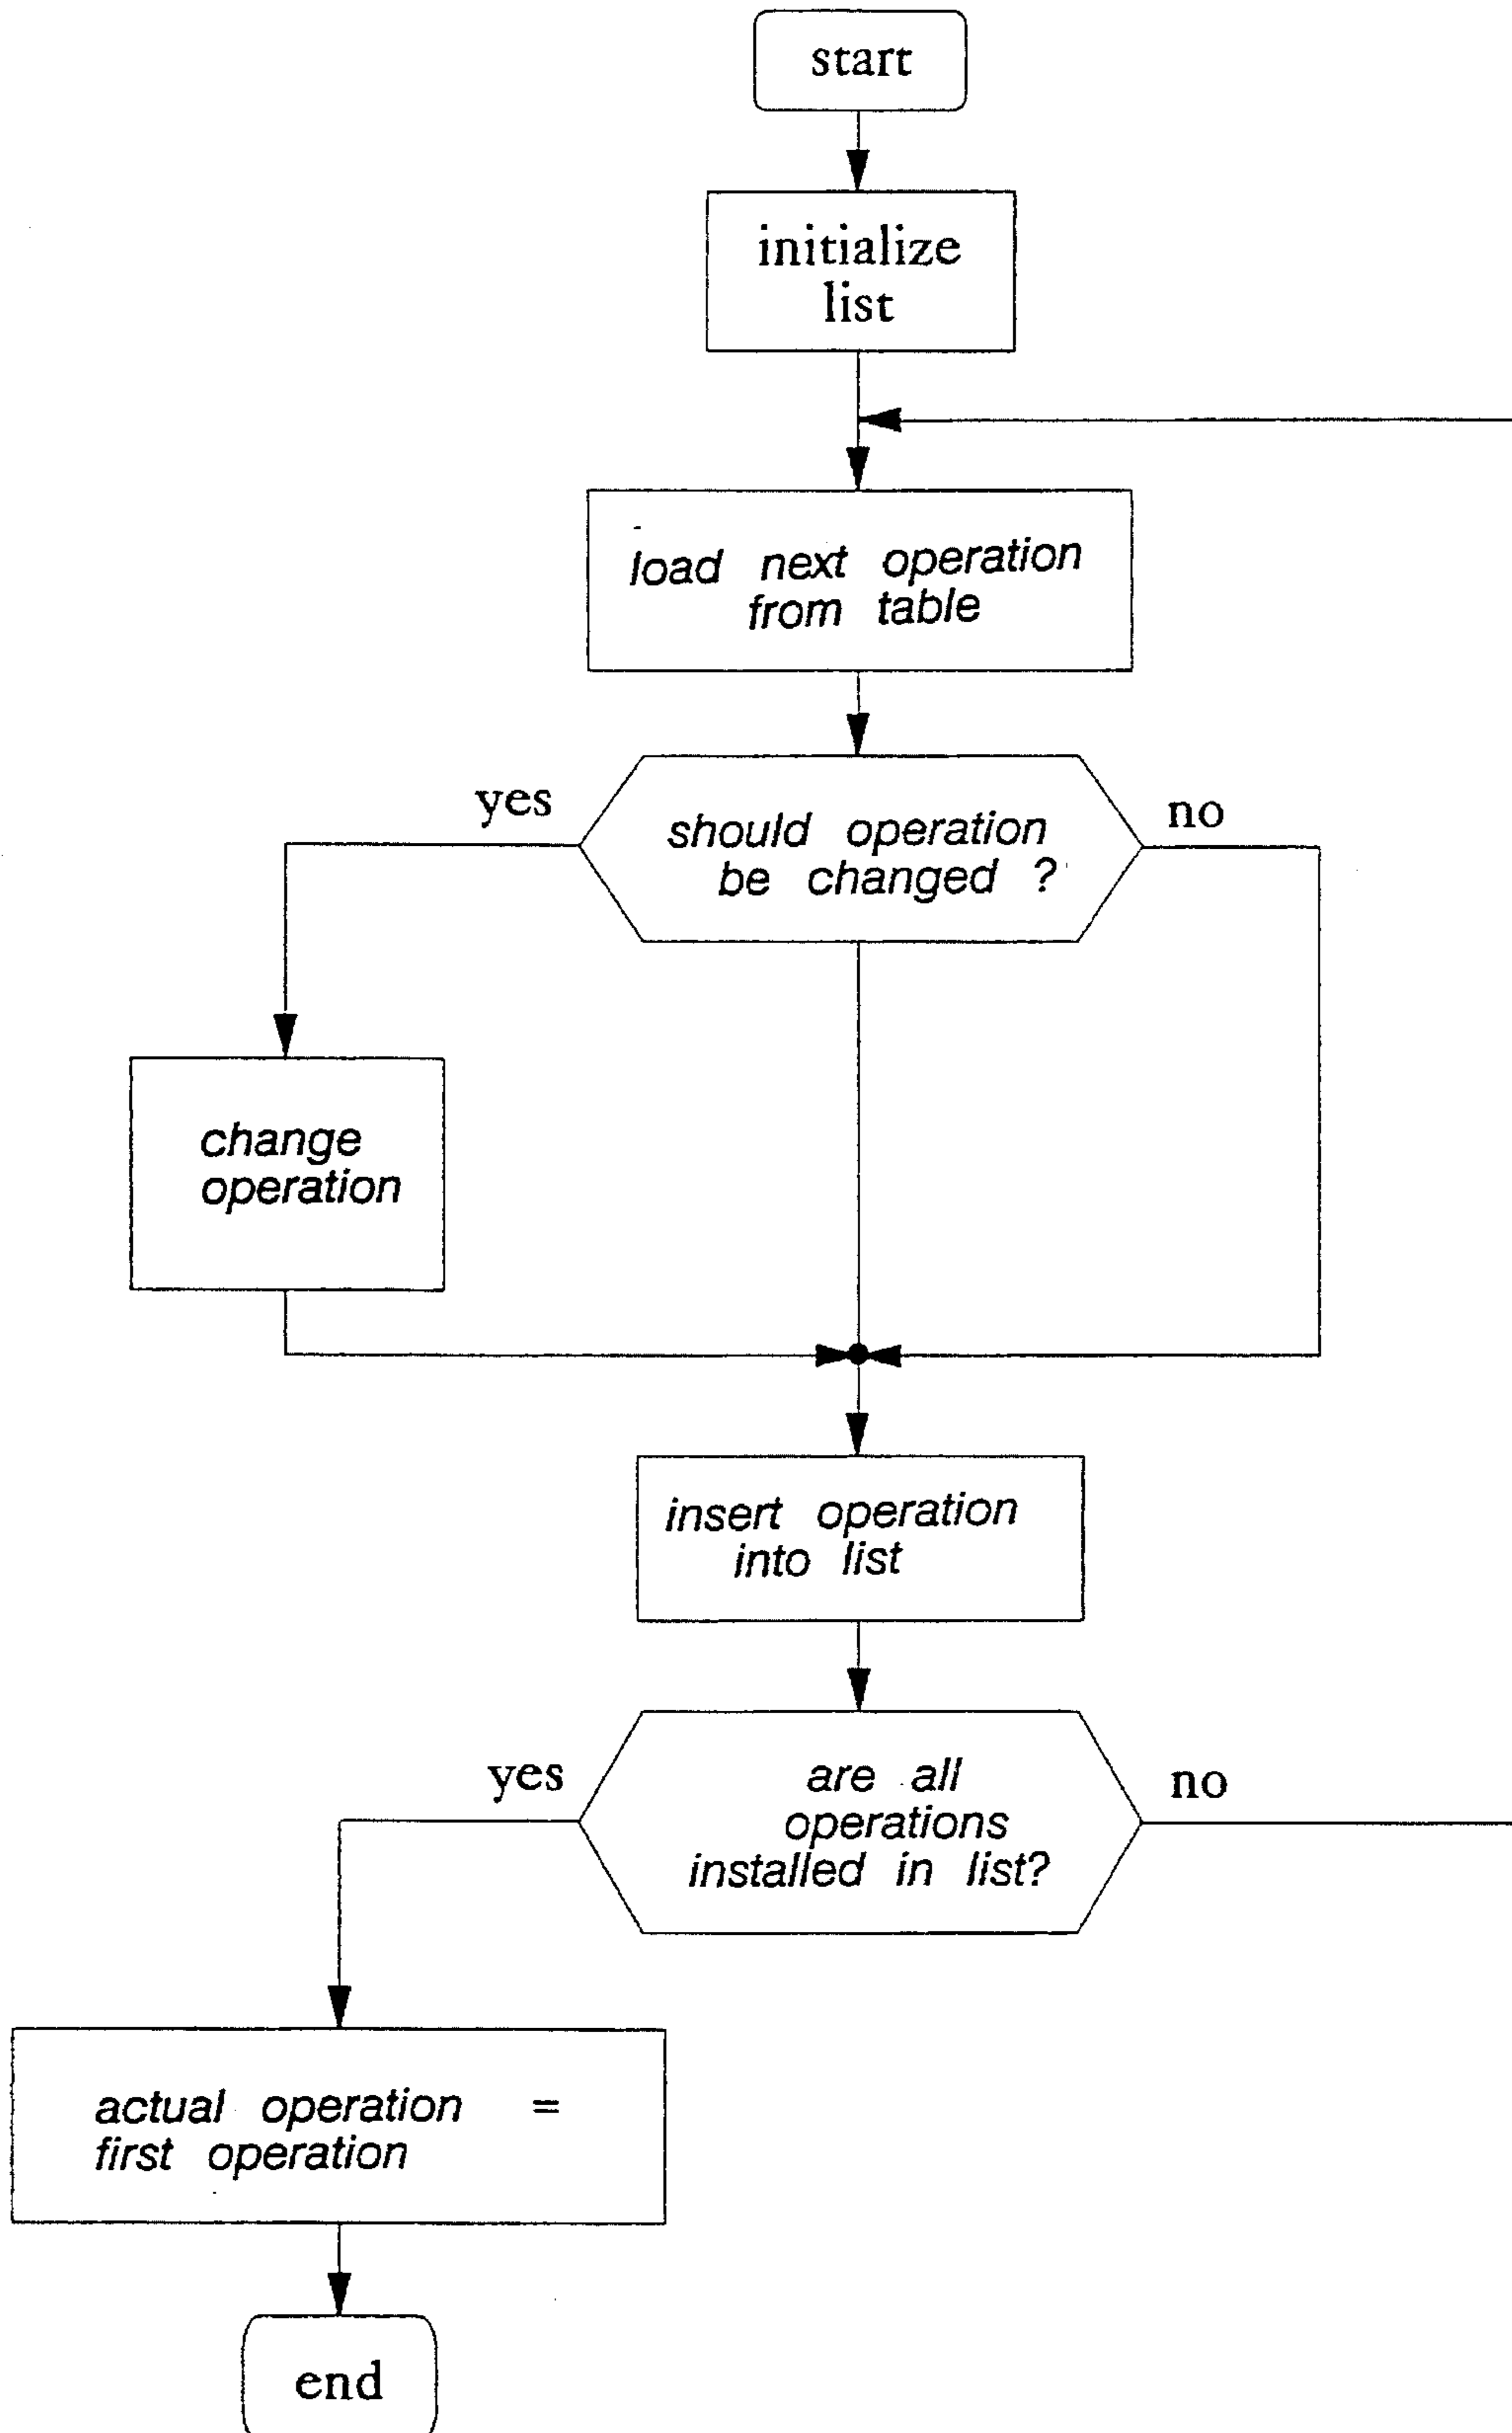 start
initialize
list
load next operation
from table
yes
no
should operation
be changed ?
change
operation
insert operation
into list
yes
no
are all
operations
installed in list?
actual operation =
first operation
end